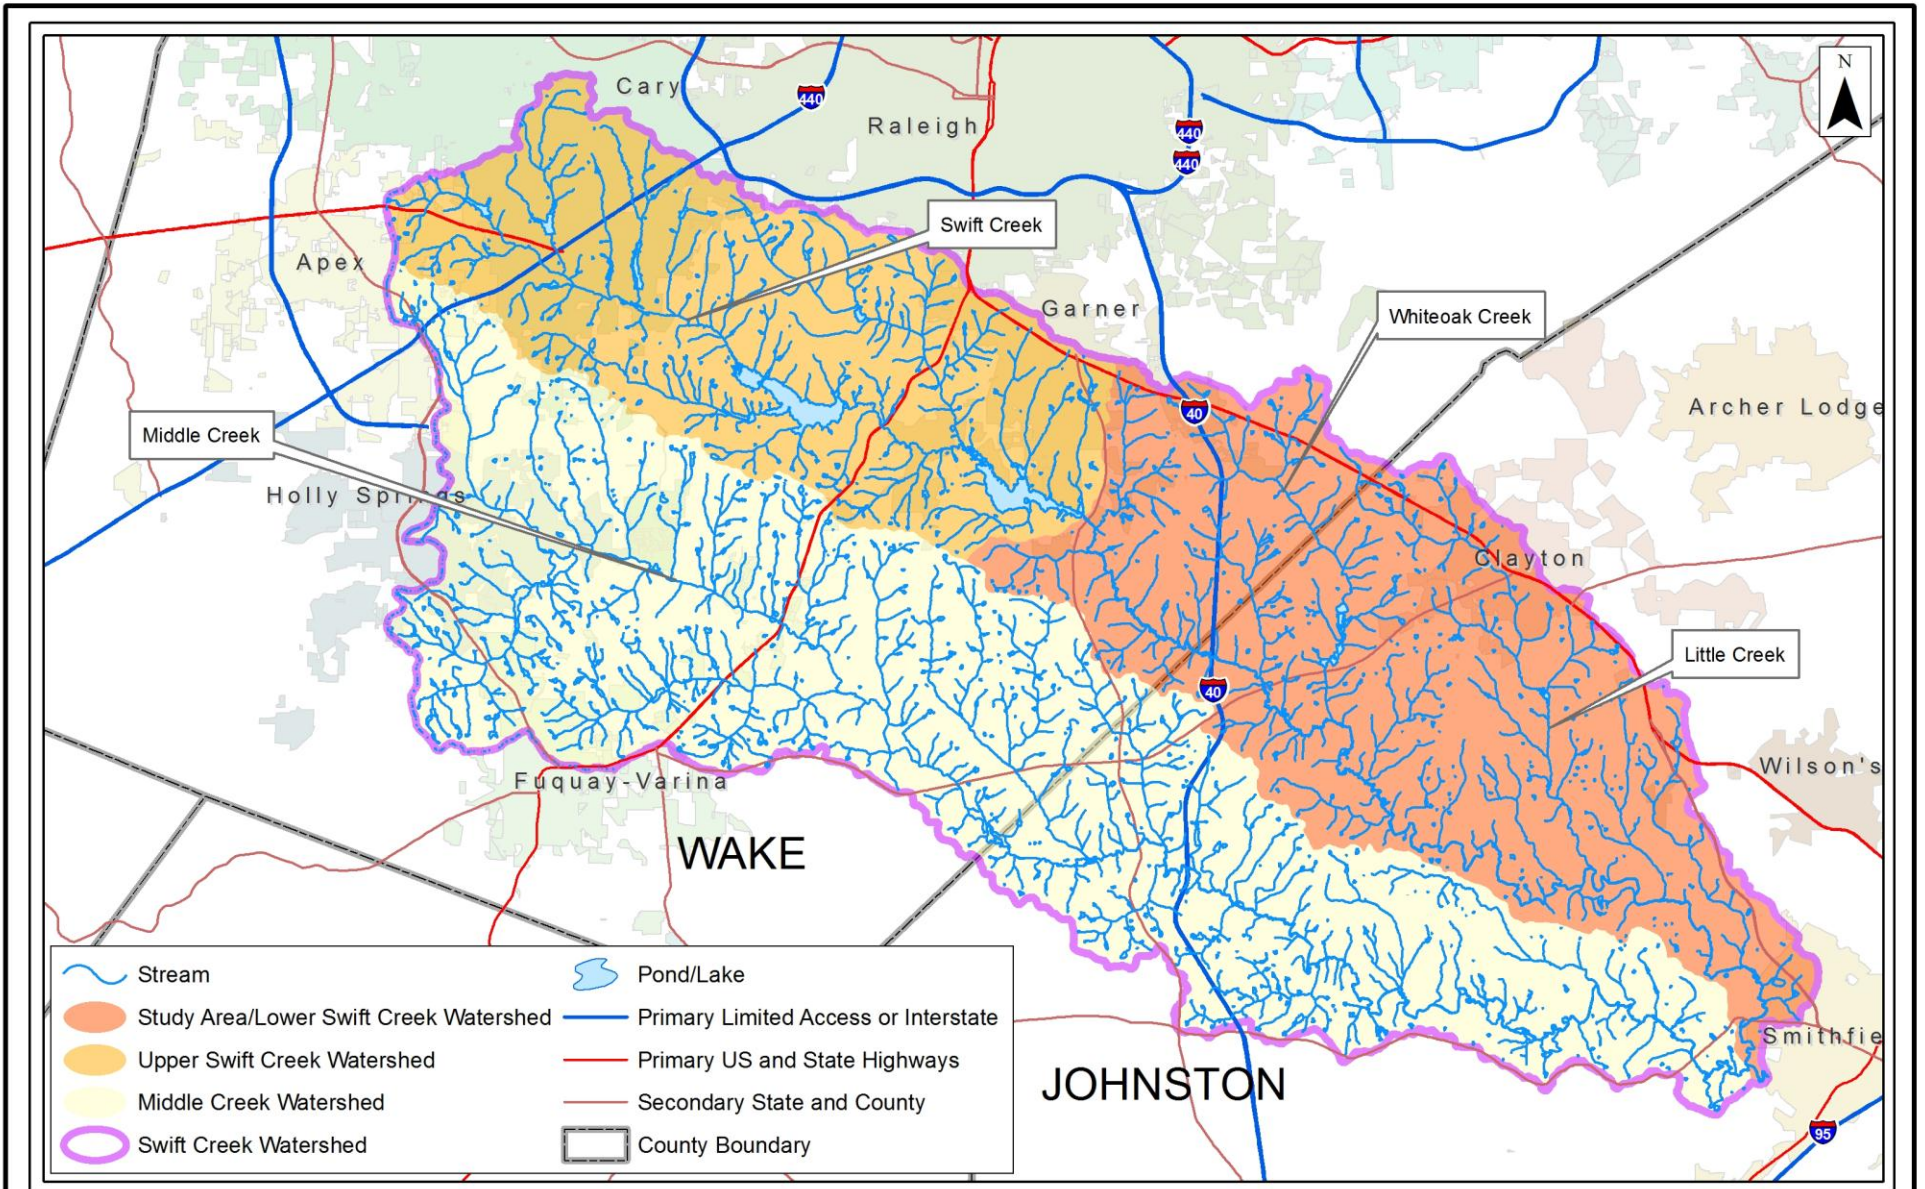 N
Cary
440
Raleigh
440
440
Swift Creek
Apex
Garner
Whiteoak Creek
40
Archer Lodge
Middle Creek
Holly Springs
Clayton
Little Creek
40
Wilson's
Fuquay-Varina
WAKE
Smithfie
JOHNSTON
95
Stream
Study Area/Lower Swift Creek Watershed
Upper Swift Creek Watershed
Middle Creek Watershed
Swift Creek Watershed
Pond/Lake
Primary Limited Access or Interstate
Primary US and State Highways
Secondary State and County
County Boundary